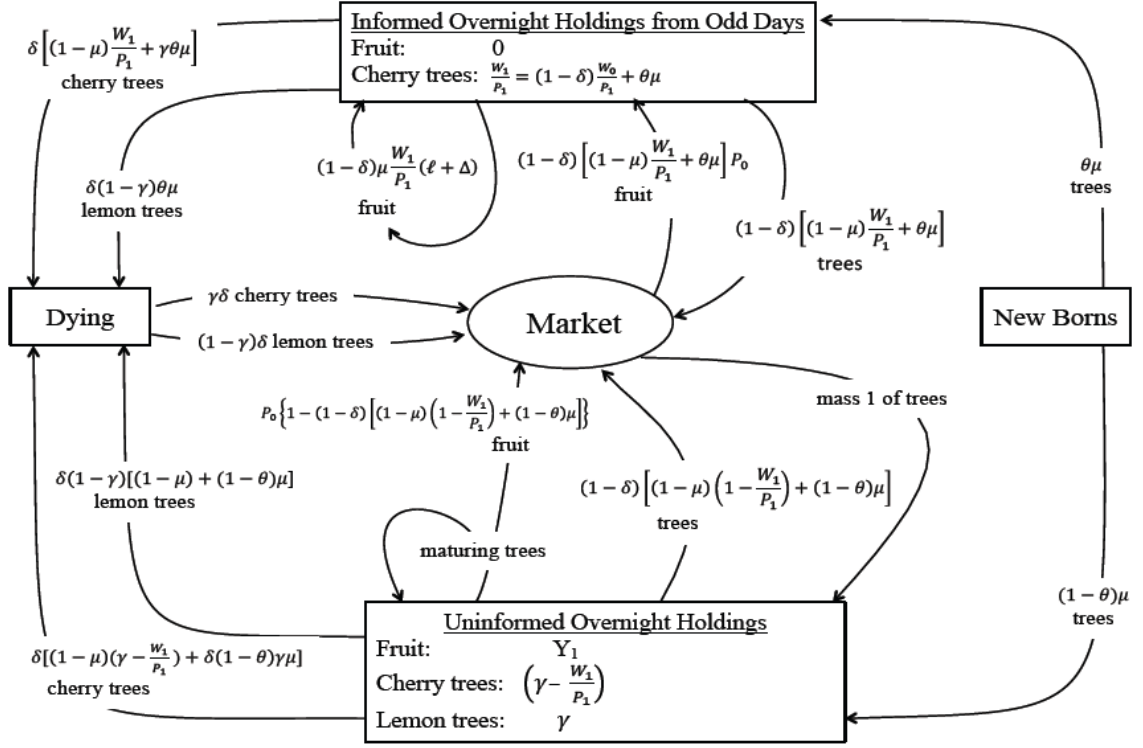 Informed Overnight Holdings from Odd Days
Fruit: 0
Cherry trees: W₁/P₁ = (1−δ) W₀/P₁ + θμ
δ[(1−μ) W₁/P₁ + γθμ]
cherry trees
δ(1−γ)θμ
lemon trees
(1−δ)μ W₁/P₁ (ℓ+Δ)
fruit
(1−δ)[(1−μ) W₁/P₁ + θμ] P₀
fruit
(1−δ)[(1−μ) W₁/P₁ + θμ]
trees
θμ
trees
Dying
γδ cherry trees
(1−γ)δ lemon trees
Market
New Borns
mass 1 of trees
P₀{1−(1−δ)[(1−μ)(1−W₁/P₁)+(1−θ)μ]}
fruit
δ(1−γ)[(1−μ)+(1−θ)μ]
lemon trees
(1−δ)[(1−μ)(1−W₁/P₁)+(1−θ)μ]
trees
maturing trees
(1−θ)μ
trees
δ[(1−μ)(γ−W₁/P₁)+δ(1−θ)γμ]
cherry trees
Uninformed Overnight Holdings
Fruit: Y₁
Cherry trees: (γ−W₁/P₁)
Lemon trees: γ